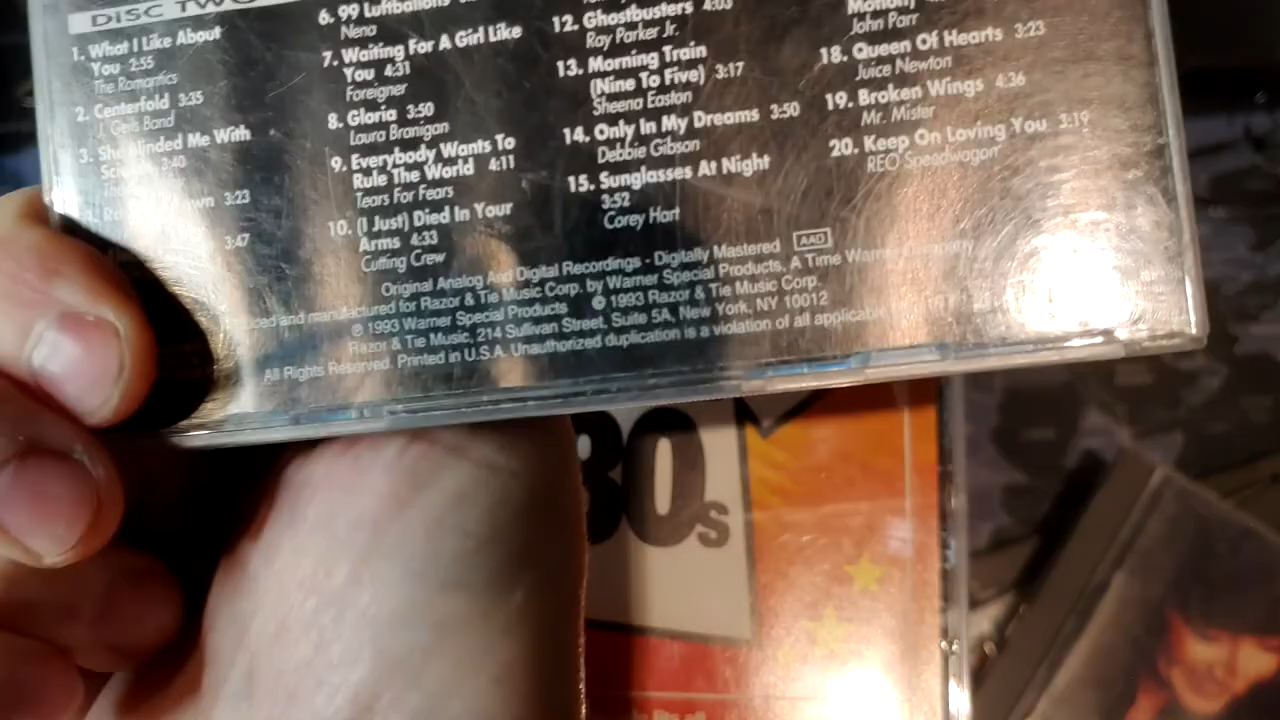 DISC TWO
1. What I Like About
You 2:55
The Romantics
2. Centerfold 3:35
J. Geils Band
3. She Blinded Me With
3:40
3:23
3:47
6. 99 Luftballons
Nena
7. Waiting For A Girl Like
You 4:31
Foreigner
8. Gloria 3:50
Laura Branigan
9. Everybody Wants To
Rule The World 4:11
Tears For Fears
10. (I Just) Died In Your
Arms 4:33
Cutting Crew
12. Ghostbusters 4:03
Ray Parker Jr.
13. Morning Train
(Nine To Five) 3:17
Sheena Easton
14. Only In My Dreams 3:50
Debbie Gibson
15. Sunglasses At Night
3:52
Corey Hart
Motion)
John Parr
18. Queen Of Hearts 3:23
Juice Newton
19. Broken Wings 4:36
Mr. Mister
20. Keep On Loving You 3:19
REO Speedwagon
Original Analog And Digital Recordings - Digitally Mastered AAD
and manufactured for Razor & Tie Music Corp. by Warner Special Products, A Time Warner Company
℗ 1993 Warner Special Products © 1993 Razor & Tie Music Corp.
Razor & Tie Music, 214 Sullivan Street, Suite 5A, New York, NY 10012
All Rights Reserved. Printed in U.S.A. Unauthorized duplication is a violation of all applicable
80s